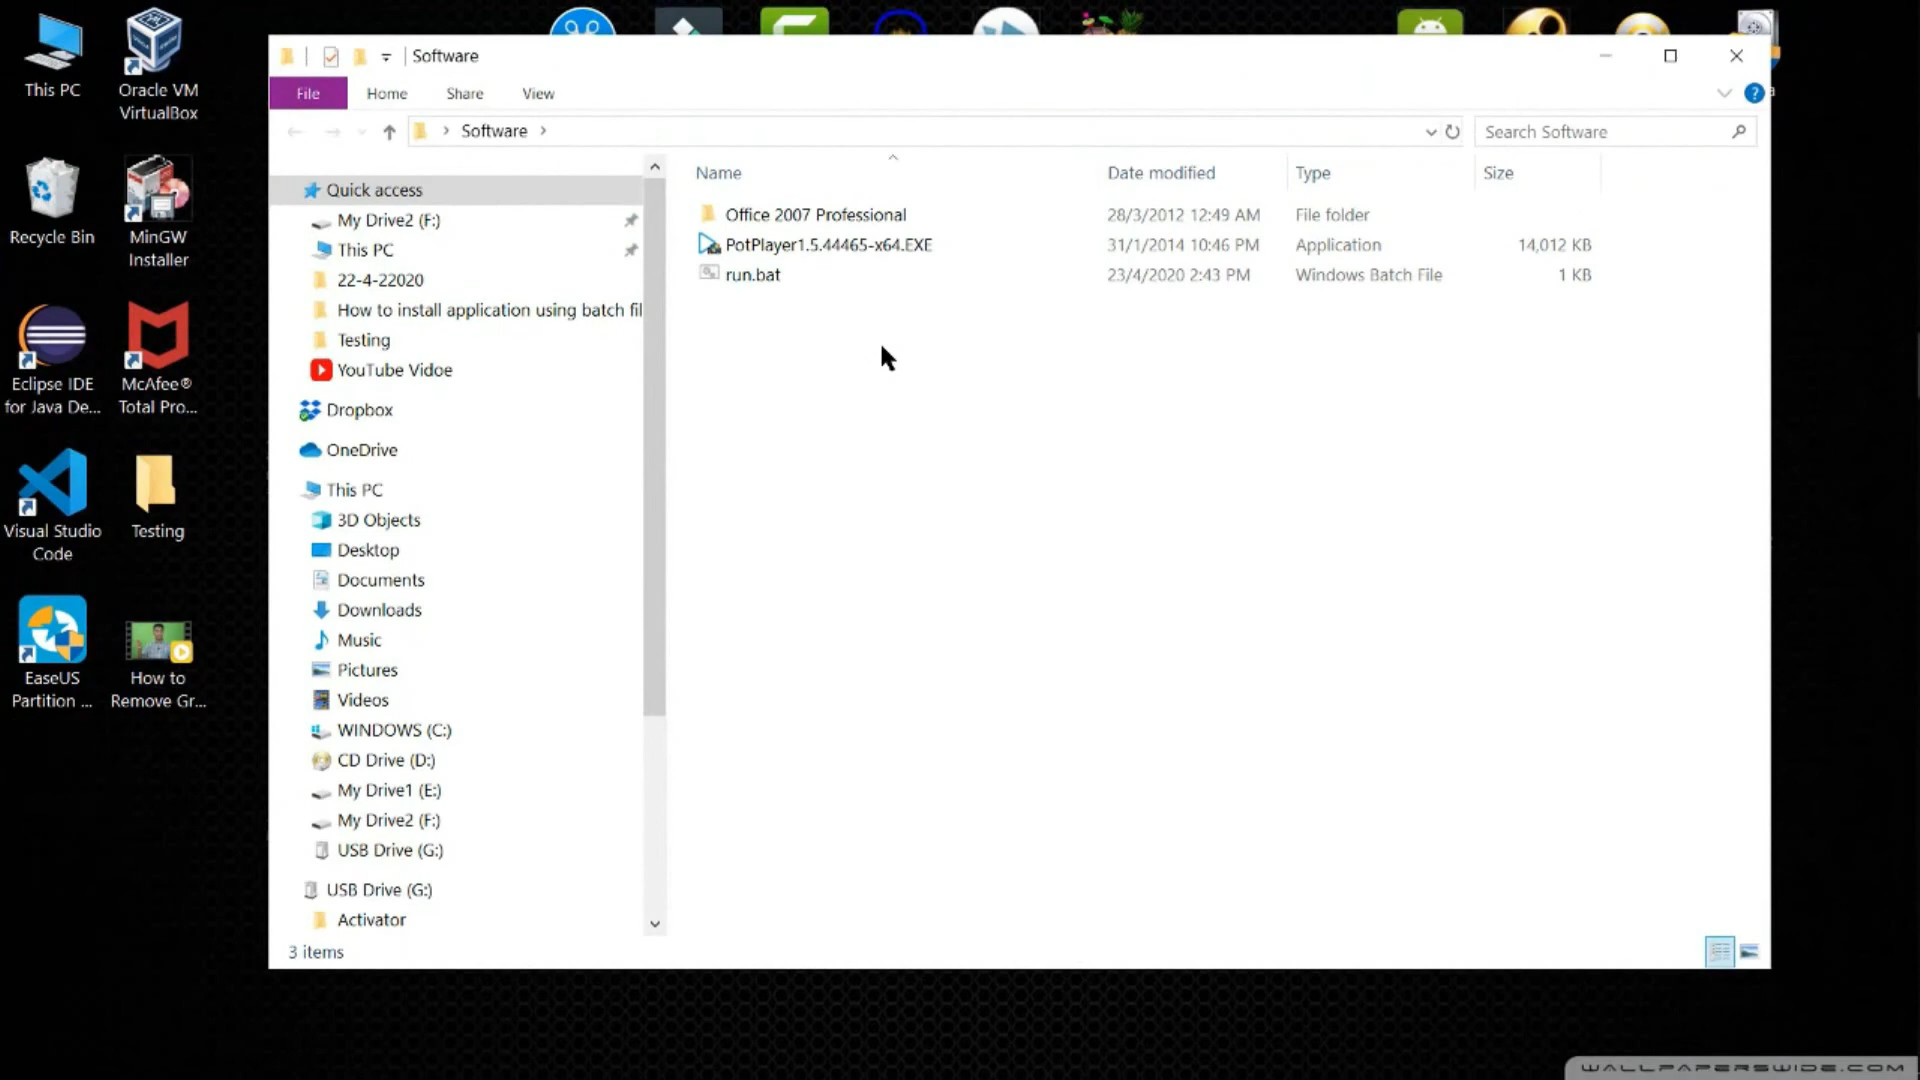 This PC
Oracle VM
VirtualBox
Recycle Bin
MinGW
Installer
Eclipse IDE
for Java De...
McAfee®
Total Pro...
Visual Studio
Code
Testing
EaseUS
Partition ...
How to
Remove Gr...
Software
File
Home
Share
View
Software
Search Software
Quick access
My Drive2 (F:)
This PC
22-4-22020
How to install application using batch fil
Testing
YouTube Vidoe
Dropbox
OneDrive
This PC
3D Objects
Desktop
Documents
Downloads
Music
Pictures
Videos
WINDOWS (C:)
CD Drive (D:)
My Drive1 (E:)
My Drive2 (F:)
USB Drive (G:)
USB Drive (G:)
Activator
Name Date modified Type Size
Office 2007 Professional 28/3/2012 12:49 AM File folder
PotPlayer1.5.44465-x64.EXE 31/1/2014 10:46 PM Application 14,012 KB
run.bat 23/4/2020 2:43 PM Windows Batch File 1 KB
3 items
WALLPAPERSWIDE.COM